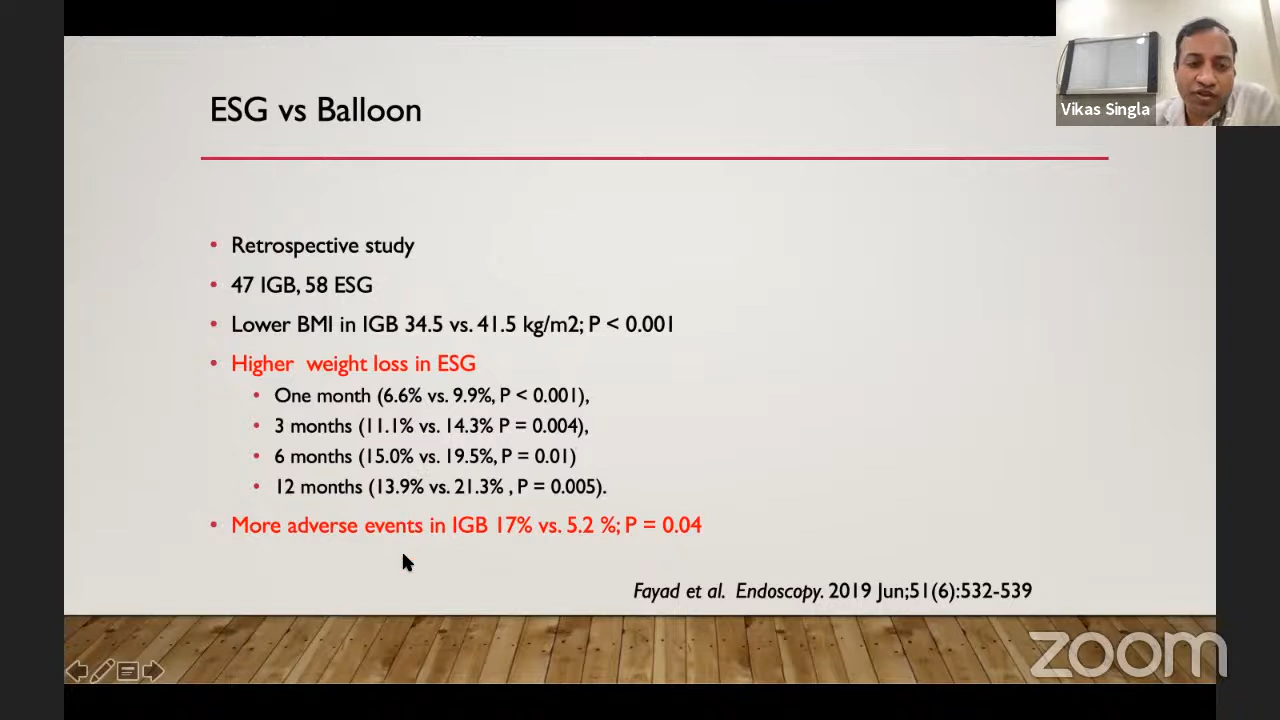 ESG vs Balloon
Vikas Singla
• Retrospective study
• 47 IGB, 58 ESG
• Lower BMI in IGB 34.5 vs. 41.5 kg/m2; P < 0.001
• Higher  weight loss in ESG
• One month (6.6% vs. 9.9%, P < 0.001),
• 3 months (11.1% vs. 14.3% P = 0.004),
• 6 months (15.0% vs. 19.5%, P = 0.01)
• 12 months (13.9% vs. 21.3% , P = 0.005).
• More adverse events in IGB 17% vs. 5.2 %; P = 0.04
Fayad et al.  Endoscopy. 2019 Jun;51(6):532-539
zoom